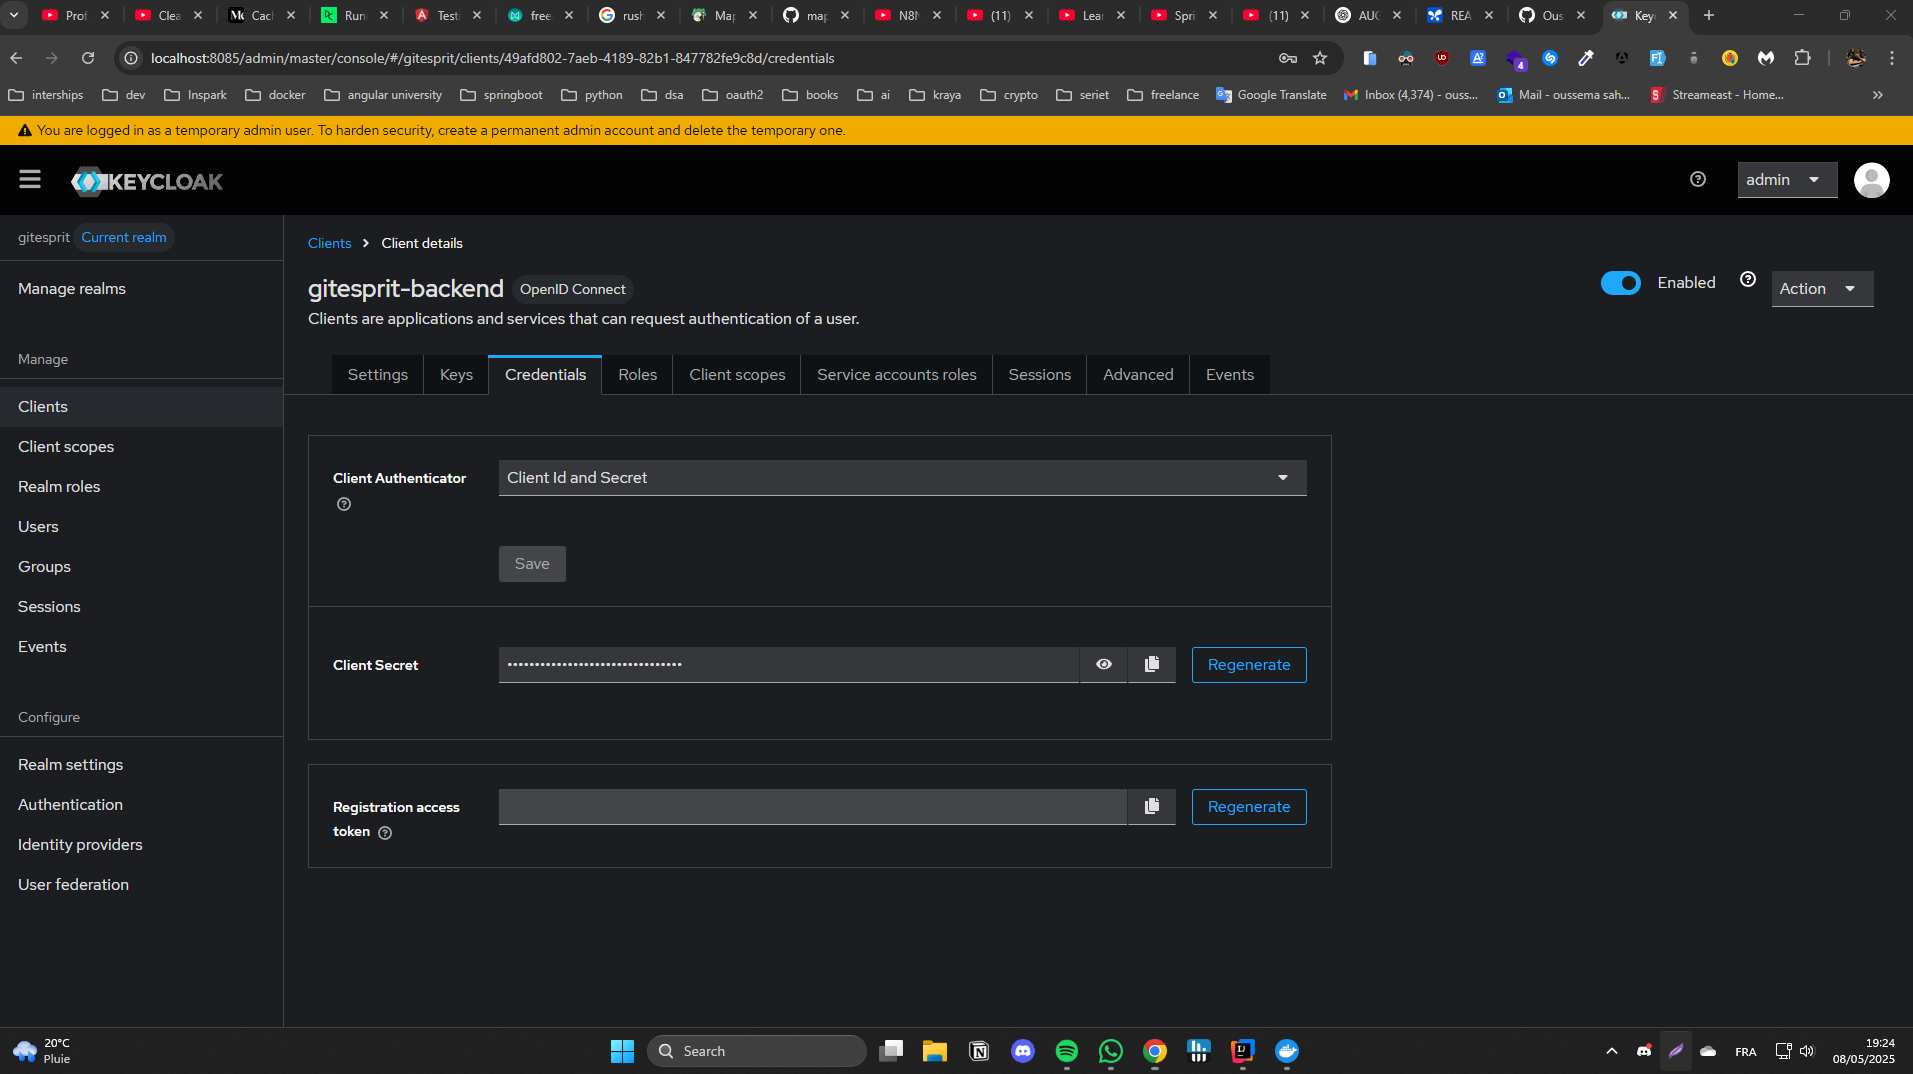 Prof
Clea
Cac
Run
Testi
free
rush
Map
map
N8N
(11)
Lear
Spri
(11)
AUG
REA
Ous
Key
localhost:8085/admin/master/console/#/gitesprit/clients/49afd802-7aeb-4189-82b1-847782fe9c8d/credentials
4
interships
dev
Inspark
docker
angular university
springboot
python
dsa
oauth2
books
ai
kraya
crypto
seriet
freelance
Google Translate
Inbox (4,374) - ouss...
Mail - oussema sah...
Streameast - Home...
You are logged in as a temporary admin user. To harden security, create a permanent admin account and delete the temporary one.
KEYCLOAK
admin
gitesprit Current realm
Manage realms
Manage
Clients
Client scopes
Realm roles
Users
Groups
Sessions
Events
Configure
Realm settings
Authentication
Identity providers
User federation
Clients
Client details
gitesprit-backend OpenID Connect
Enabled
Action
Clients are applications and services that can request authentication of a user.
Settings
Keys
Credentials
Roles
Client scopes
Service accounts roles
Sessions
Advanced
Events
Client Authenticator
Client Id and Secret
Save
Client Secret
••••••••••••••••••••••••••••••••
Regenerate
Registration access
token
Regenerate
20°C
Pluie
Search
FRA
19:24
08/05/2025